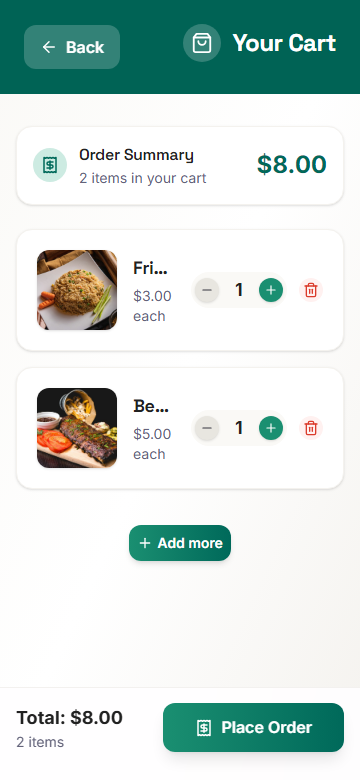 Back
Your Cart
Order Summary
2 items in your cart
$8.00
Fri...
$3.00
each
1
Be...
$5.00
each
1
Add more
Total: $8.00
2 items
Place Order